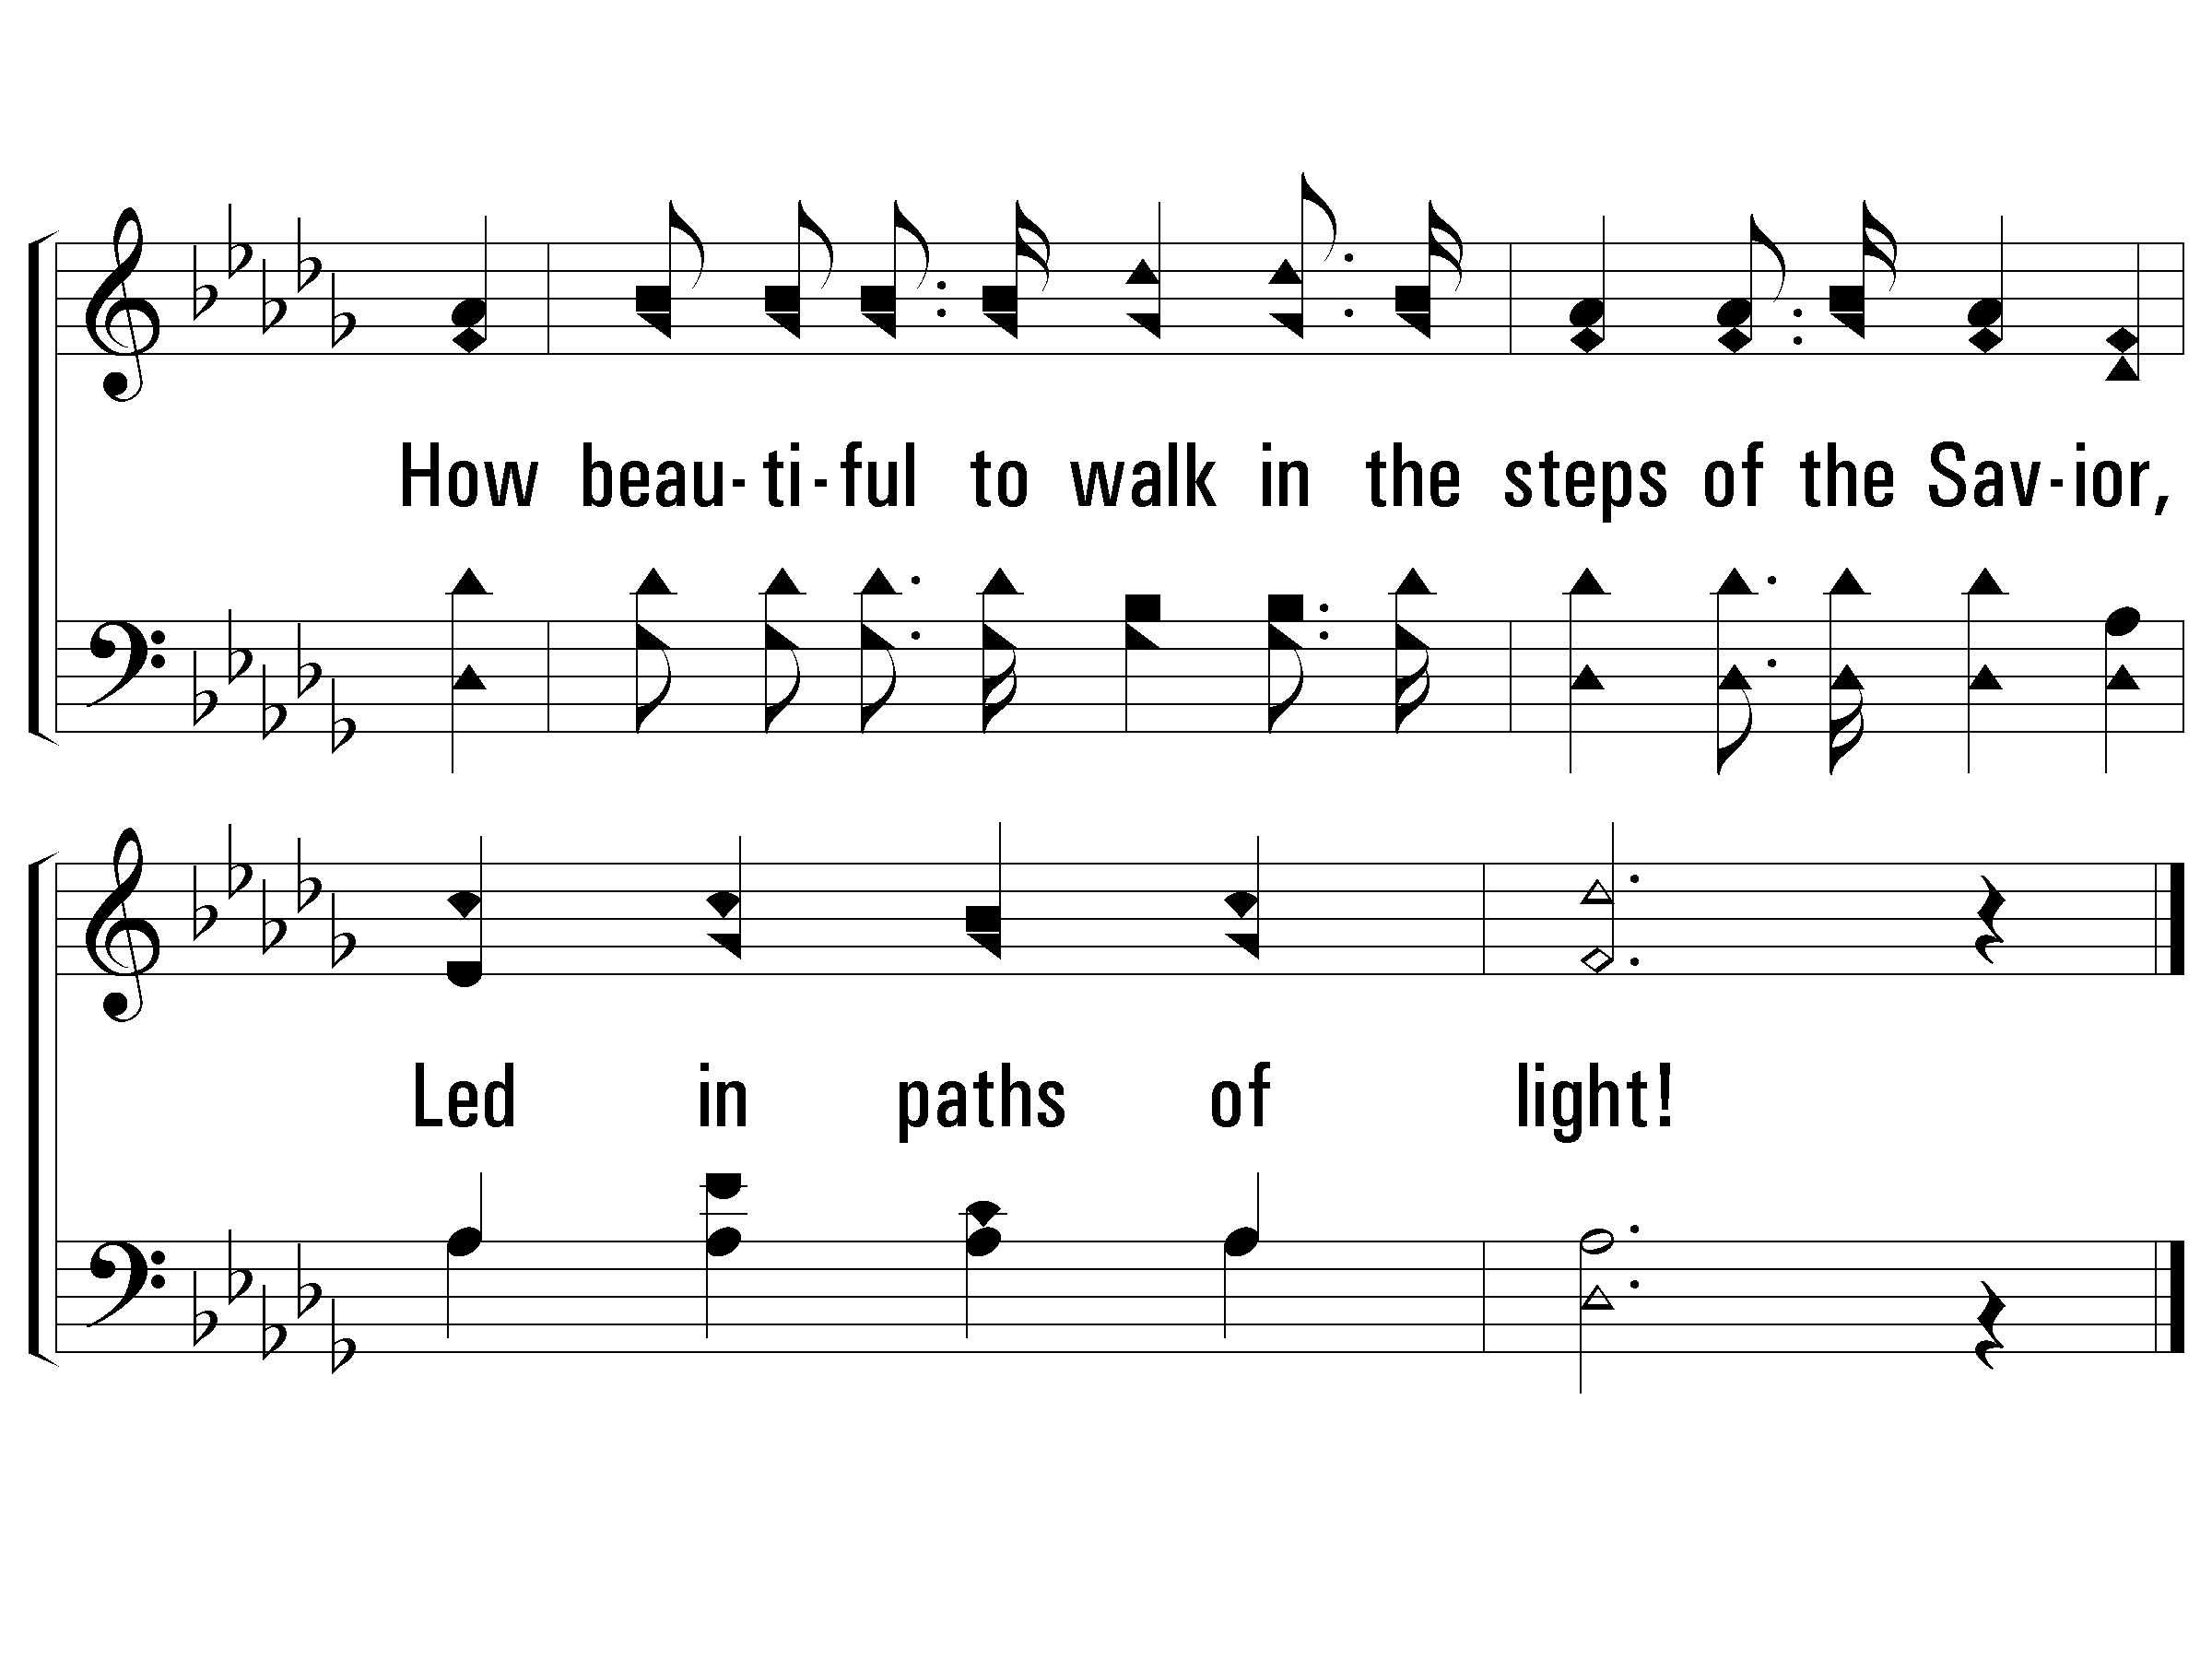 How beau-ti-ful to walk in the steps of the Sav-ior,
Led in paths of light!